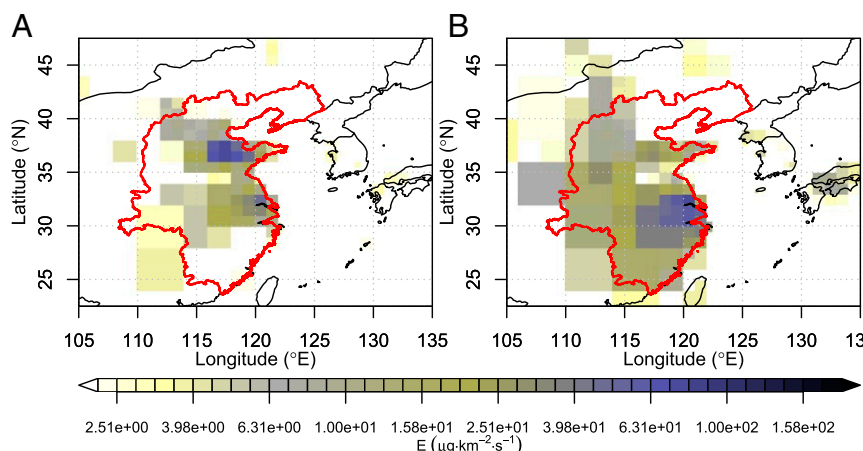 A
B
Latitude (°N)
45
40
35
30
25
Latitude (°N)
45
40
35
30
25
105 110 115 120 125 130 135
105 110 115 120 125 130 13
Longitude (°E)
Longitude (°E)
2.51e+00 3.98e+00 6.31e+00 1.00e+01 1.58e+01 2.51e+01 3.98e+01 6.31e+01 1.00e+02 1.58e+02
E (µg·km⁻²·s⁻¹)